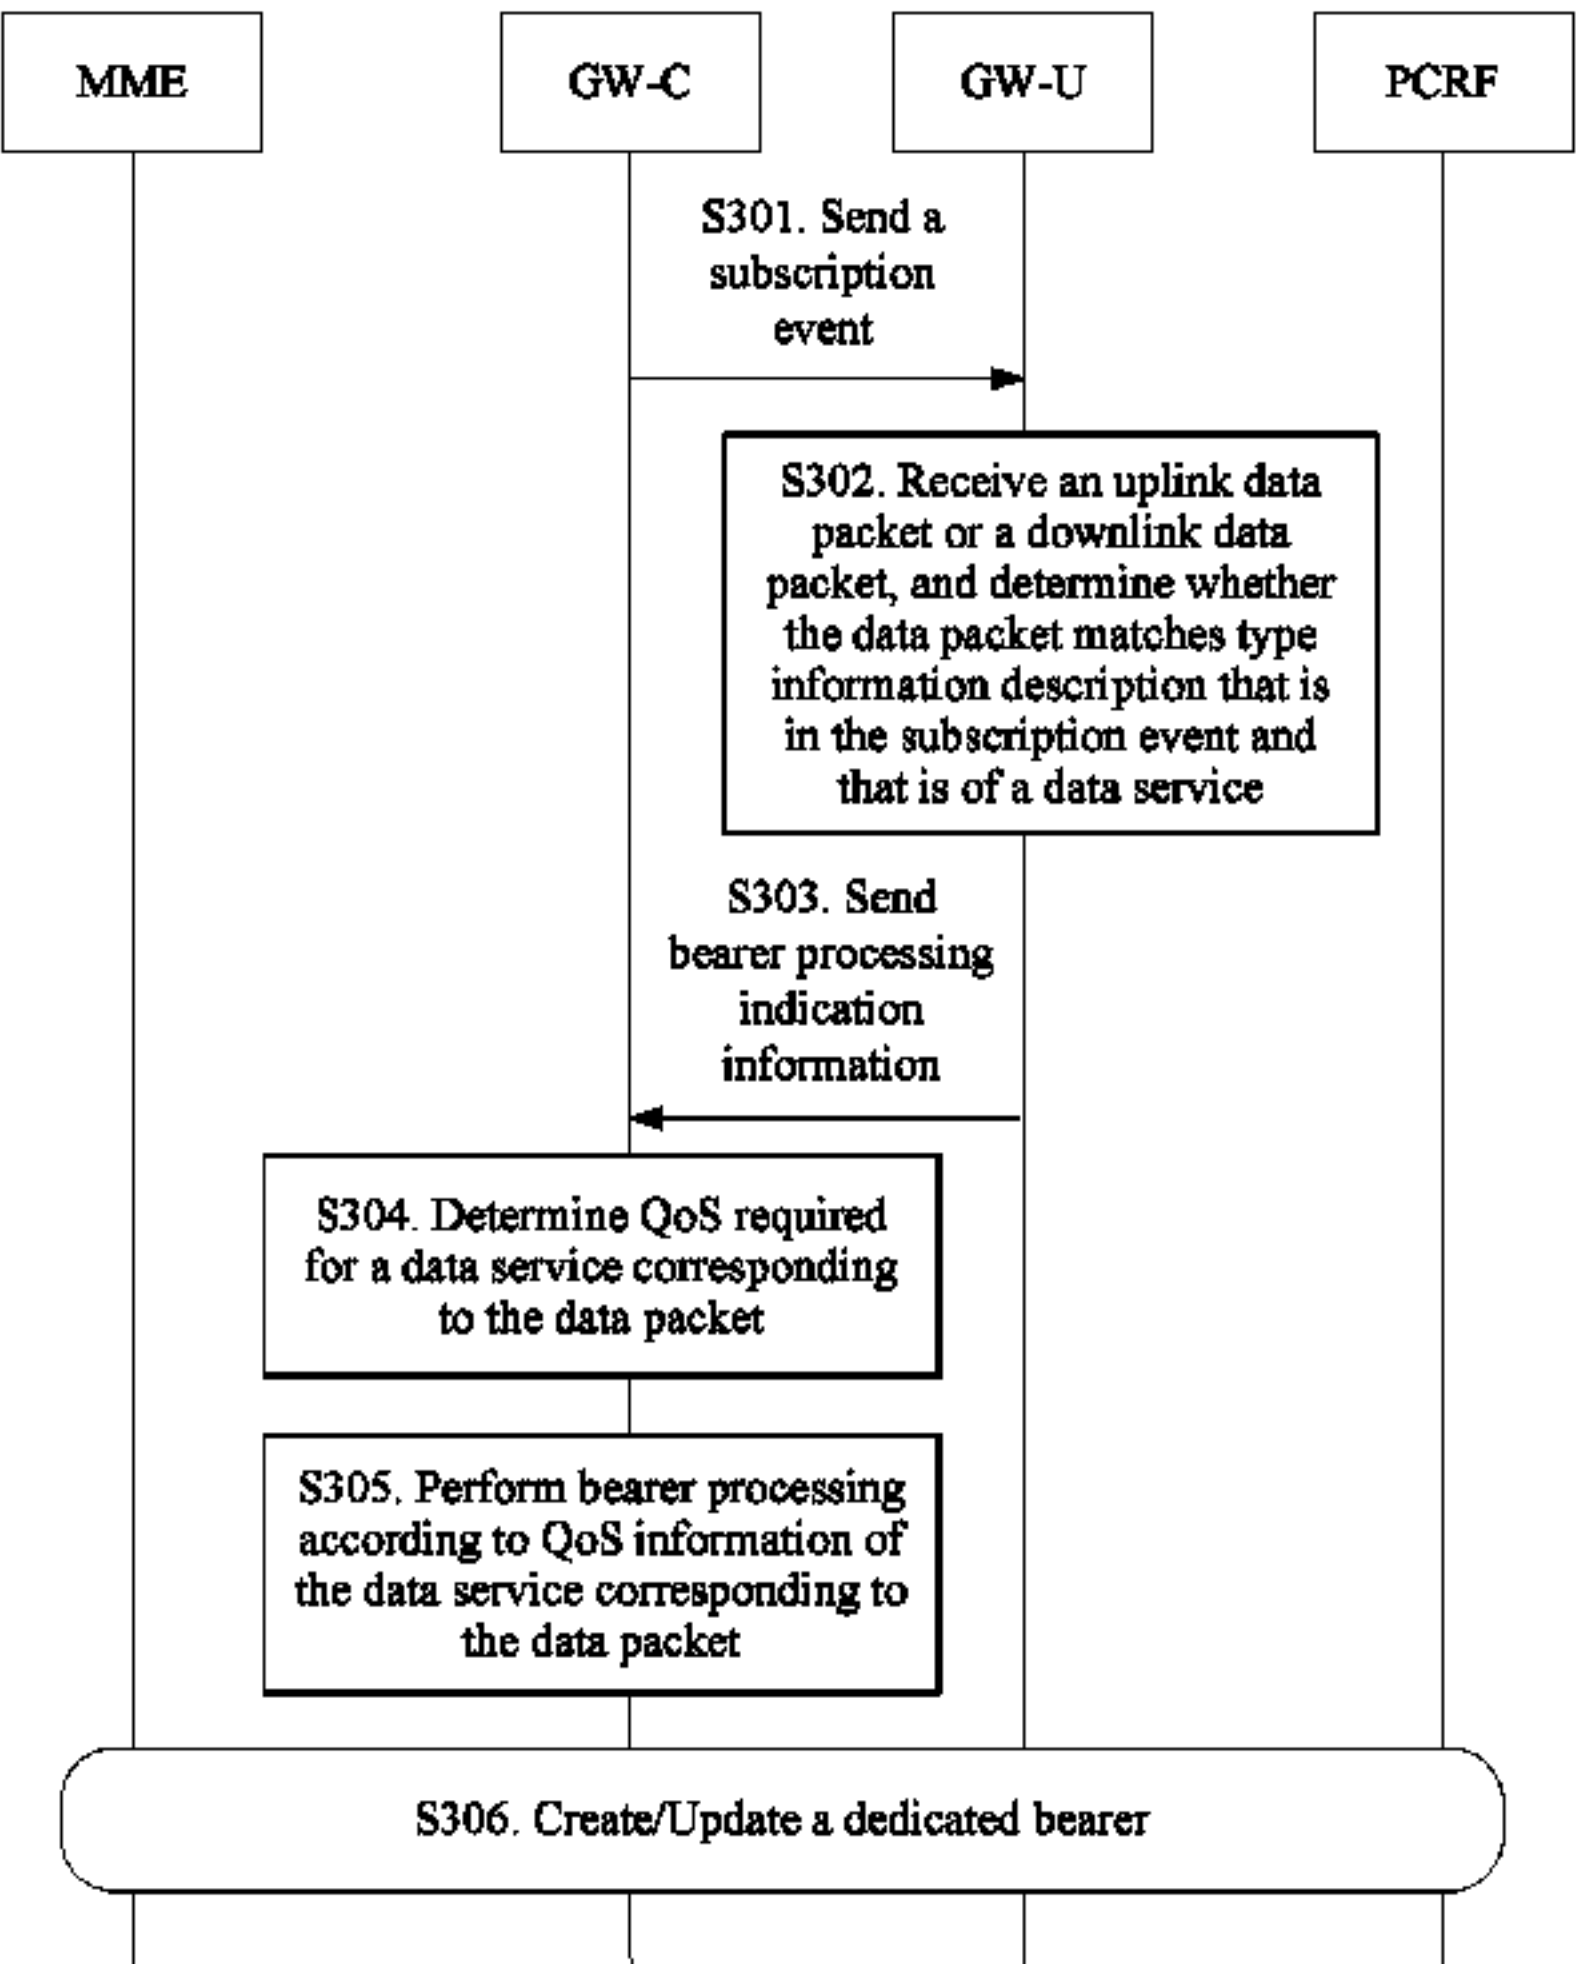 MME
GW-C
GW-U
PCRF
S301. Send a
subscription
event
S302. Receive an uplink data
packet or a downlink data
packet, and determine whether
the data packet matches type
information description that is
in the subscription event and
that is of a data service
S303. Send
bearer processing
indication
information
S304. Determine QoS required
for a data service corresponding
to the data packet
S305. Perform bearer processing
according to QoS information of
the data service corresponding to
the data packet
S306. Create/Update a dedicated bearer